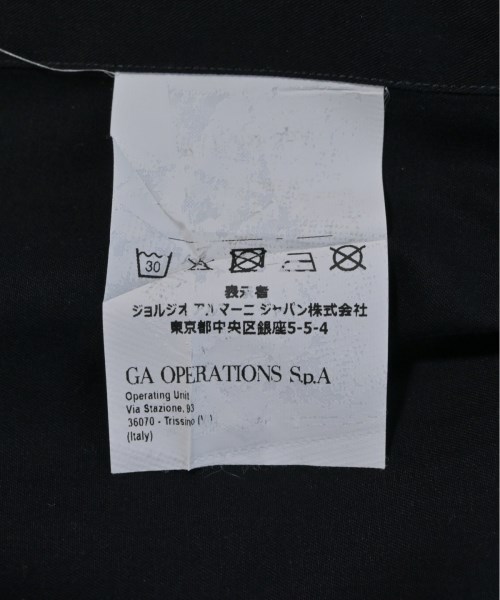 30
表示者
ジョルジオ アルマーニ ジャパン株式会社
東京都中央区銀座5-5-4
GA OPERATIONS S.p.A
Operating Unit
Via Stazione, 93
36070 - Trissino
(Italy)